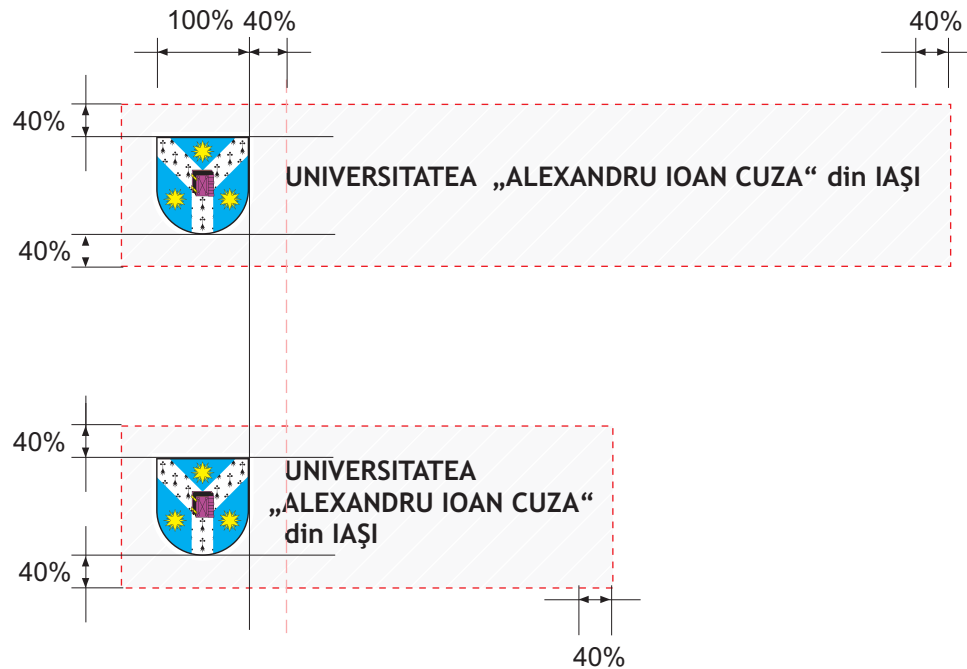 100% 40% 40%
40%
UNIVERSITATEA „ALEXANDRU IOAN CUZA“ din IAŞI
40%
40%
UNIVERSITATEA
„ALEXANDRU IOAN CUZA“
din IAŞI
40%
40%